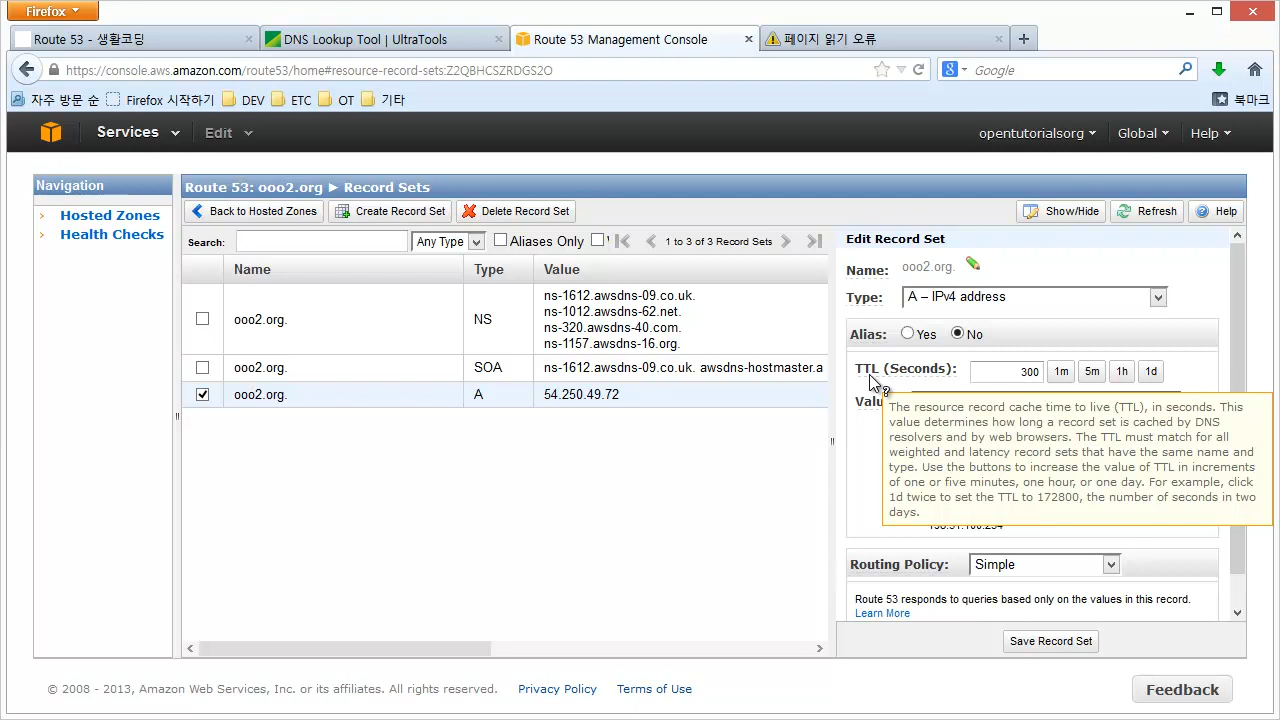 Firefox
Route 53 - 생활코딩
DNS Lookup Tool | UltraTools
Route 53 Management Console
페이지 읽기 오류
https://console.aws.amazon.com/route53/home#resource-record-sets:Z2QBHCSZRDGS2O
Google
자주 방문 순
Firefox 시작하기
DEV
ETC
OT
기타
북마크
Services
Edit
opentutorialsorg
Global
Help
Navigation
Hosted Zones
Health Checks
Route 53: ooo2.org ▶ Record Sets
Back to Hosted Zones
Create Record Set
Delete Record Set
Show/Hide
Refresh
Help
Search:
Any Type
Aliases Only
1 to 3 of 3 Record Sets
Name Type Value
ooo2.org. NS
ns-1612.awsdns-09.co.uk.
ns-1012.awsdns-62.net.
ns-320.awsdns-40.com.
ns-1157.awsdns-16.org.
ooo2.org. SOA ns-1612.awsdns-09.co.uk. awsdns-hostmaster.a
ooo2.org. A 54.250.49.72
Edit Record Set
Name: ooo2.org.
Type: A – IPv4 address
Alias: Yes No
TTL (Seconds): 300 1m 5m 1h 1d
Valu
The resource record cache time to live (TTL), in seconds. This
value determines how long a record set is cached by DNS
resolvers and by web browsers. The TTL must match for all
weighted and latency record sets that have the same name and
type. Use the buttons to increase the value of TTL in increments
of one or five minutes, one hour, or one day. For example, click
1d twice to set the TTL to 172800, the number of seconds in two
days.
Routing Policy: Simple
Route 53 responds to queries based only on the values in this record.
Learn More
Save Record Set
© 2008 - 2013, Amazon Web Services, Inc. or its affiliates. All rights reserved.
Privacy Policy
Terms of Use
Feedback